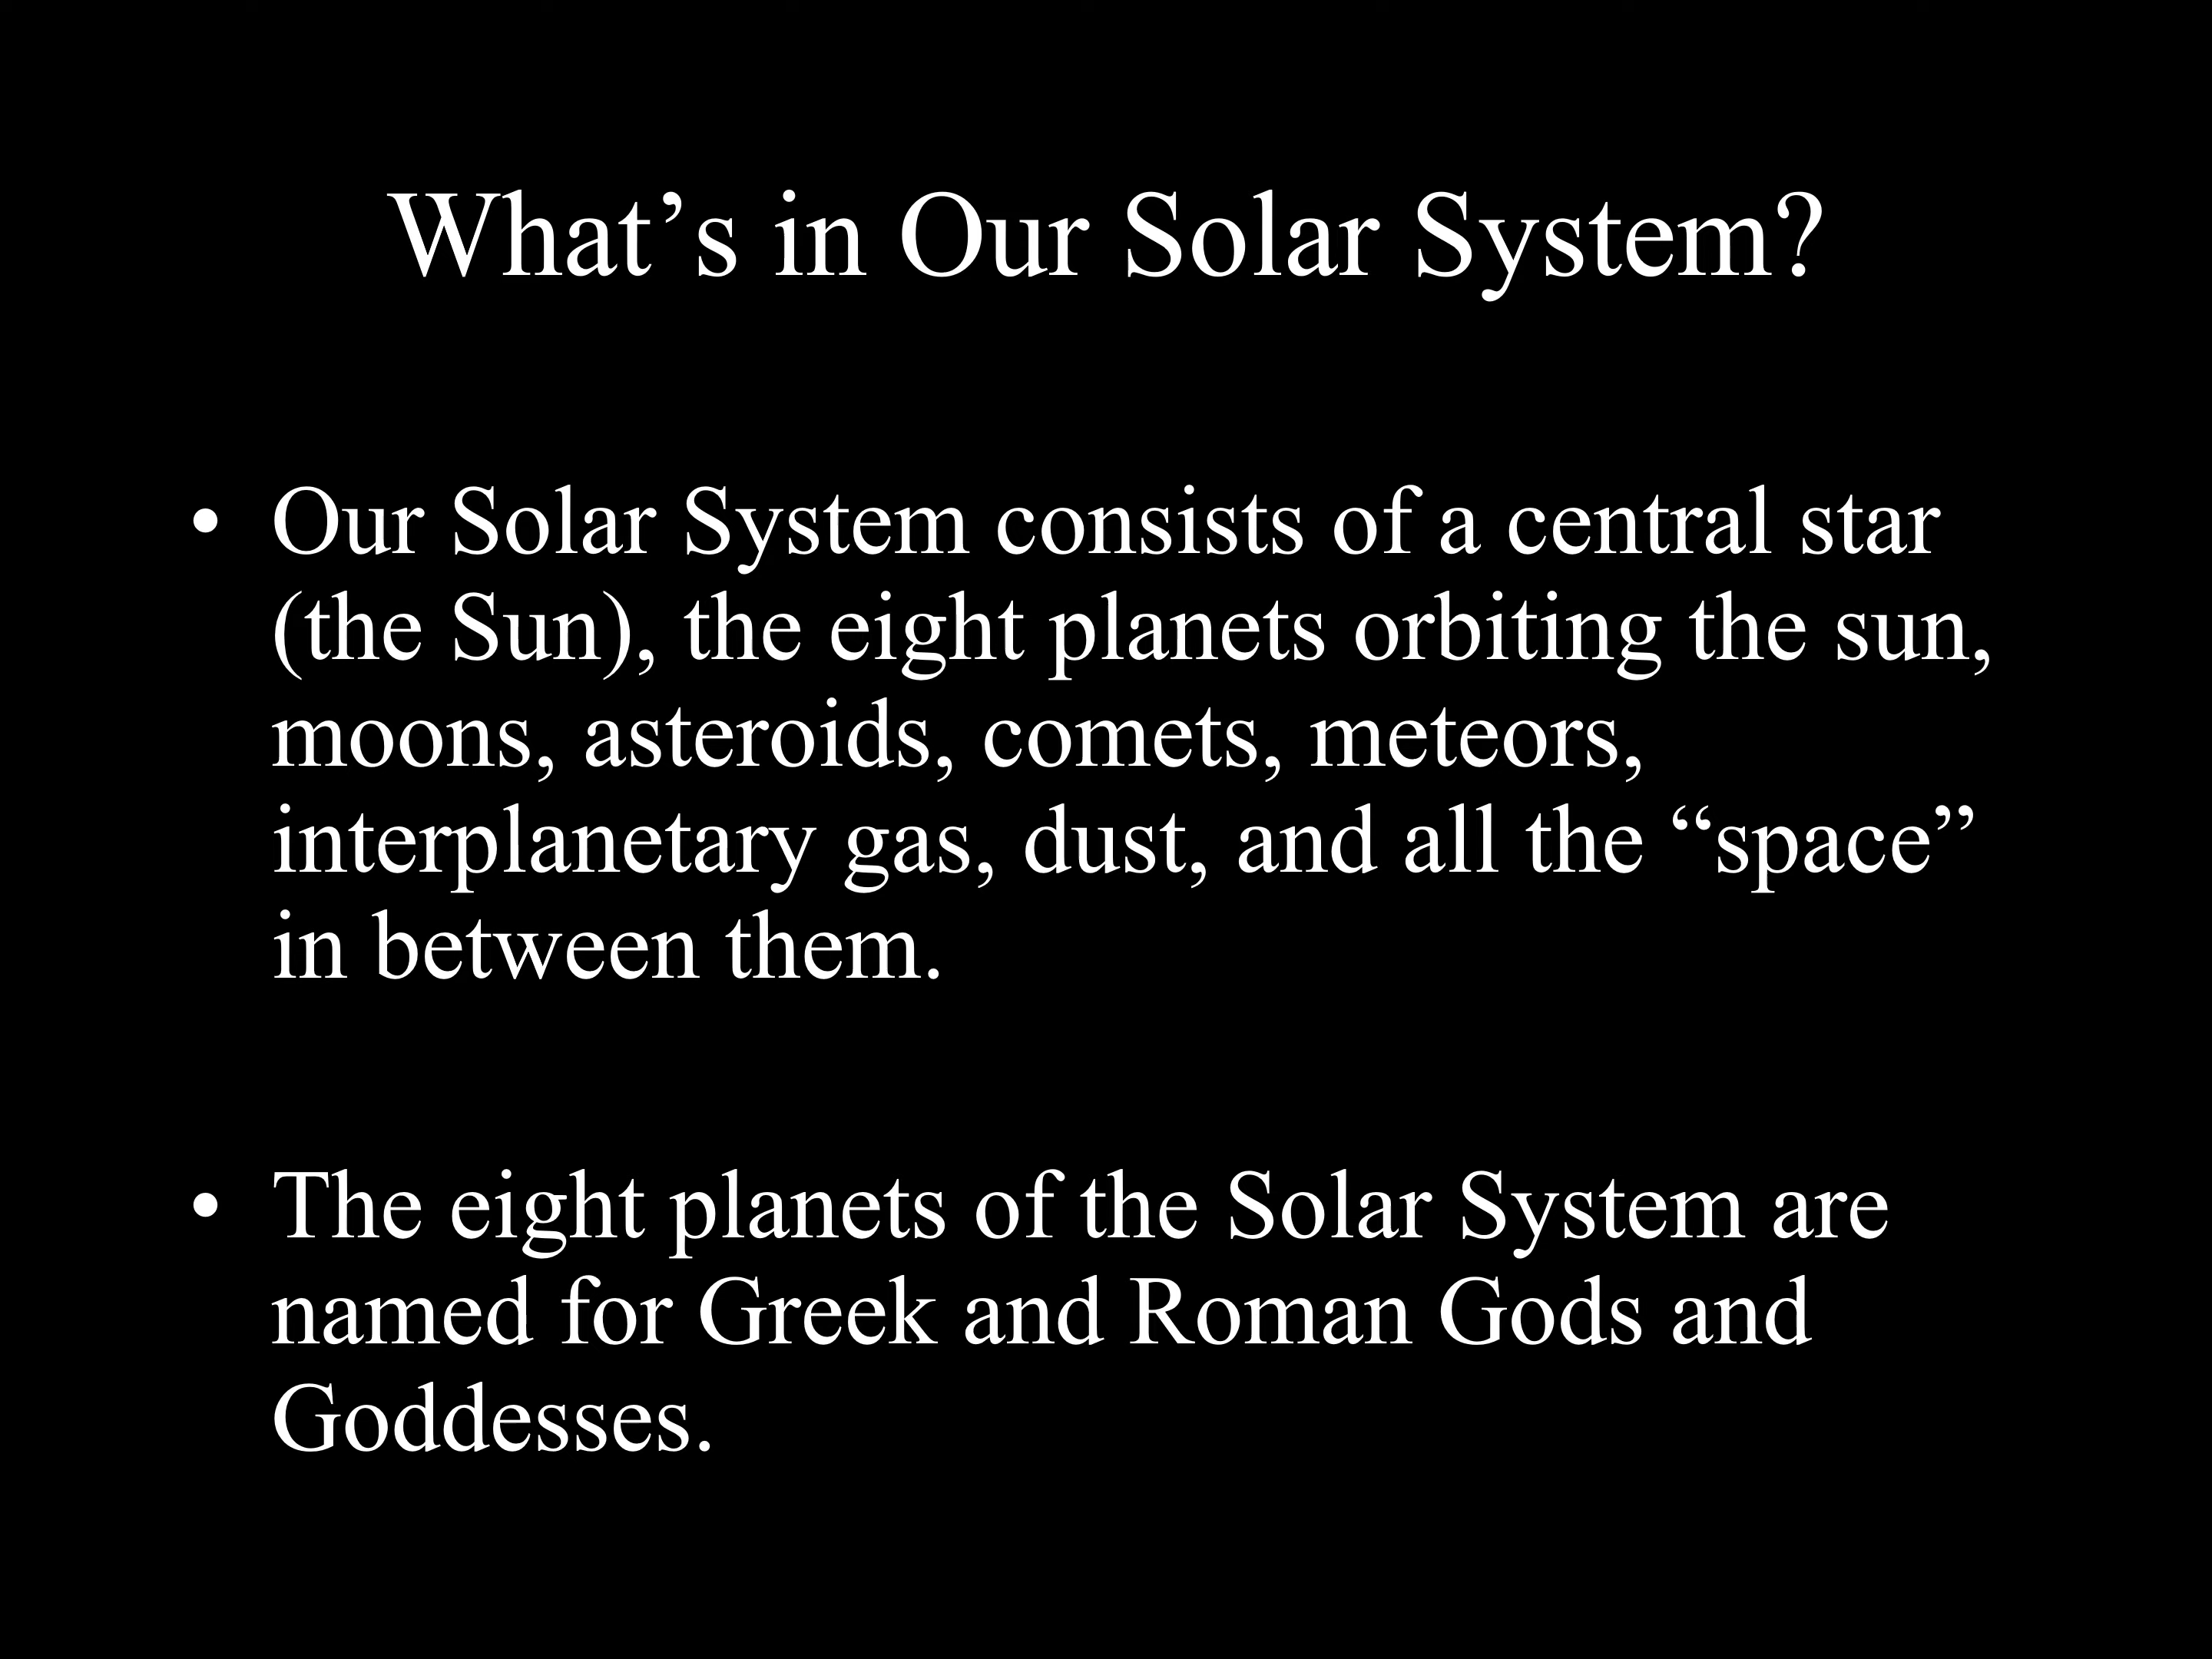 What’s in Our Solar System?
• Our Solar System consists of a central star
(the Sun), the eight planets orbiting the sun,
moons, asteroids, comets, meteors,
interplanetary gas, dust, and all the “space”
in between them.
• The eight planets of the Solar System are
named for Greek and Roman Gods and
Goddesses.